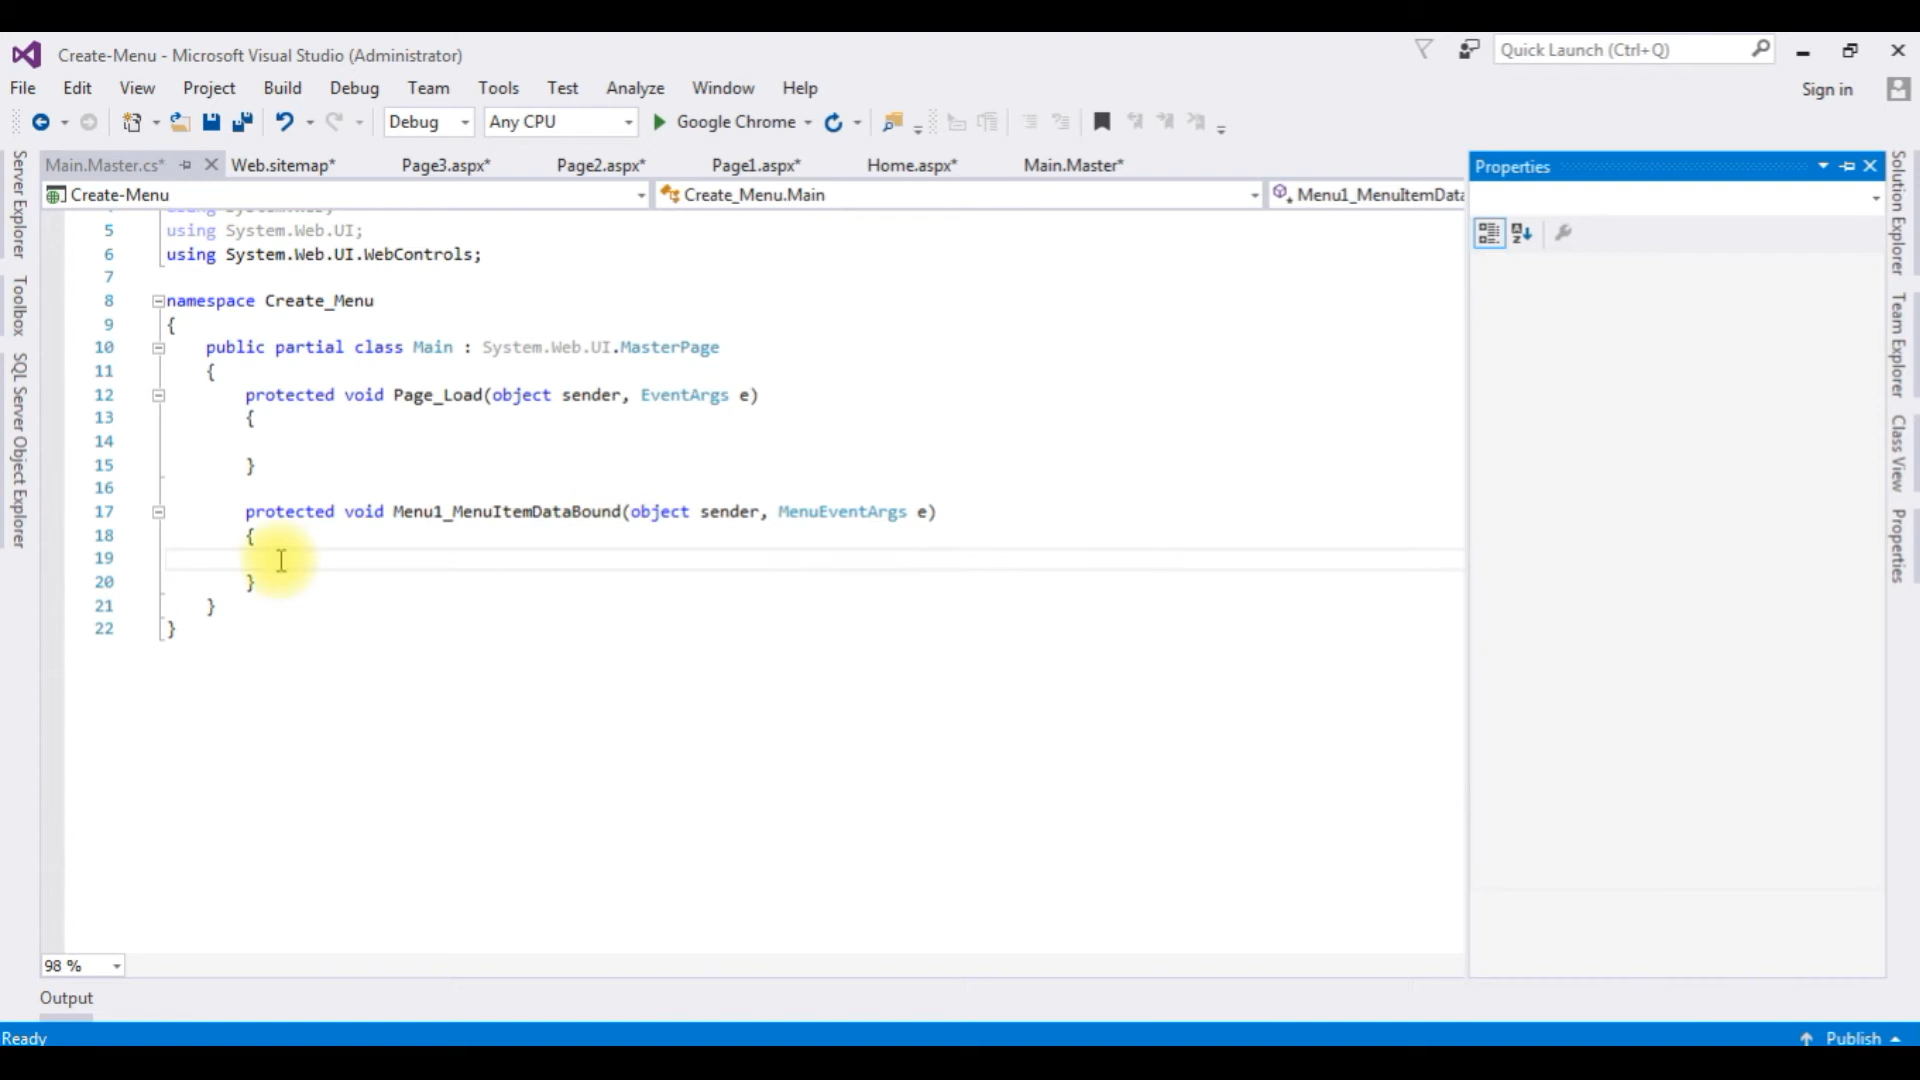 Create-Menu - Microsoft Visual Studio (Administrator)
Quick Launch (Ctrl+Q)
File Edit View Project Build Debug Team Tools Test Analyze Window Help
Sign in
Debug Any CPU Google Chrome
Main.Master.cs* Web.sitemap* Page3.aspx* Page2.aspx* Page1.aspx* Home.aspx* Main.Master*
Create-Menu Create_Menu.Main Menu1_MenuItemData
5 using System.Web.UI;
6 using System.Web.UI.WebControls;
7
8 namespace Create_Menu
9 {
10 public partial class Main : System.Web.UI.MasterPage
11 {
12 protected void Page_Load(object sender, EventArgs e)
13 {
14
15 }
16
17 protected void Menu1_MenuItemDataBound(object sender, MenuEventArgs e)
18 {
19
20 }
21 }
22 }
98 %
Output
Ready
Publish
Properties
Server Explorer
Toolbox
SQL Server Object Explorer
Solution Explorer
Team Explorer
Class View
Properties